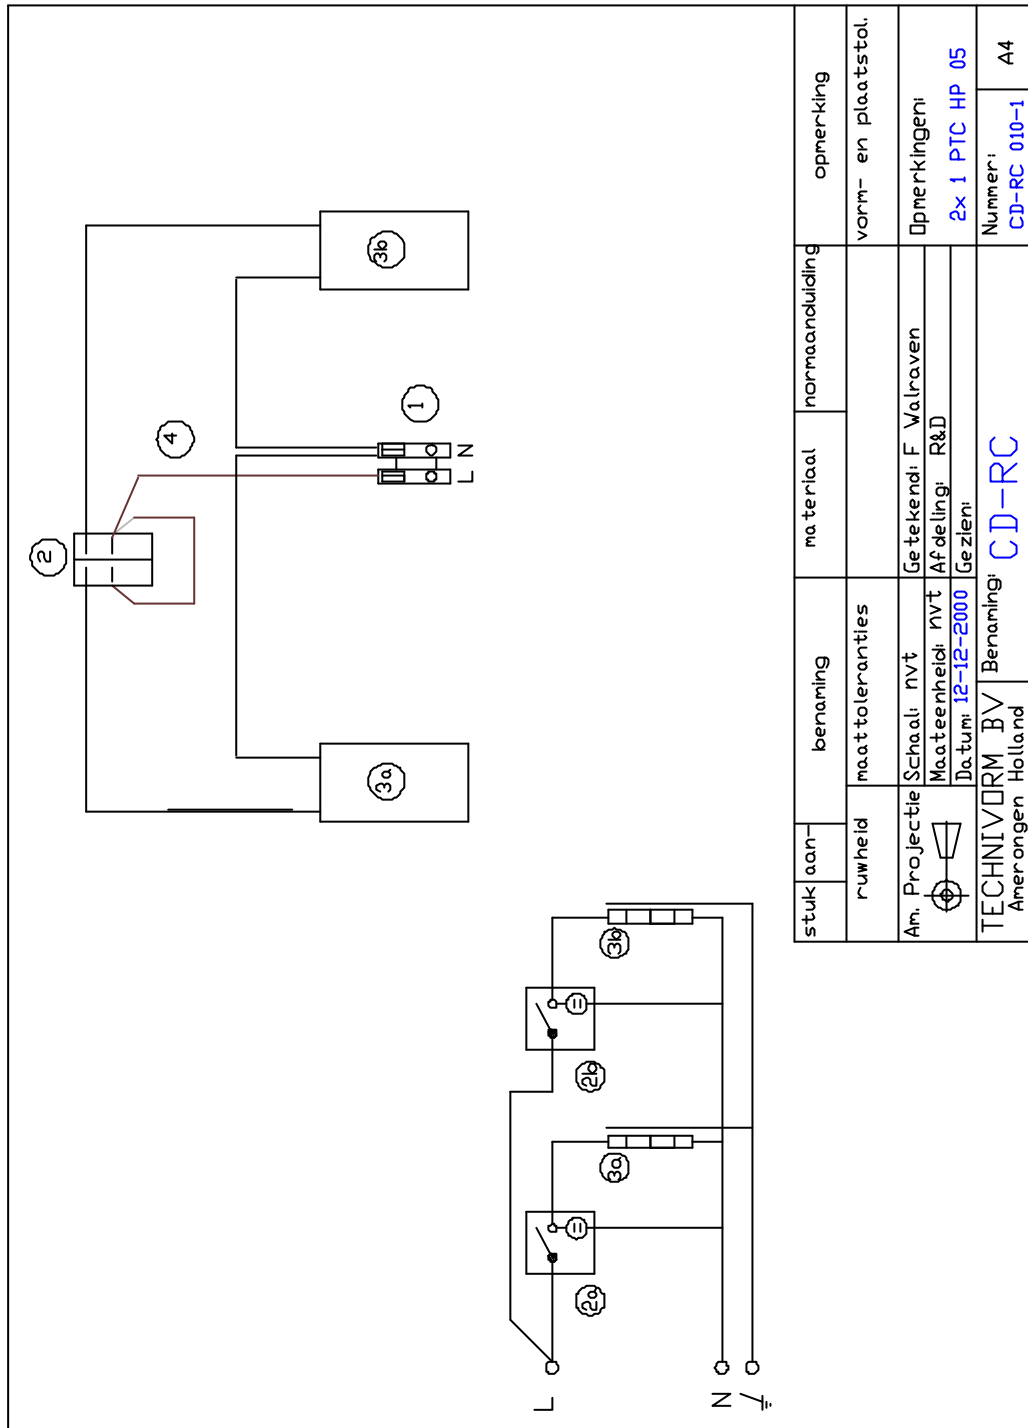 2
4
3a
3b
1
L N
L
N
2a
3a
2b
3b
stuk
aan-
benaming
materiaal
normaanduiding
opmerking
ruwheid
maattoleranties
vorm- en plaatstol.
Am. Projectie
Schaal: nvt
Getekend: F Walraven
Opmerkingen:
Maateenheid: nvt
Afdeling: R&D
Datum: 12-12-2000
Gezien:
2x 1 PTC HP 05
TECHNIVORM BV
Amerongen Holland
Benaming: CD-RC
Nummer:
CD-RC 010-1
A4